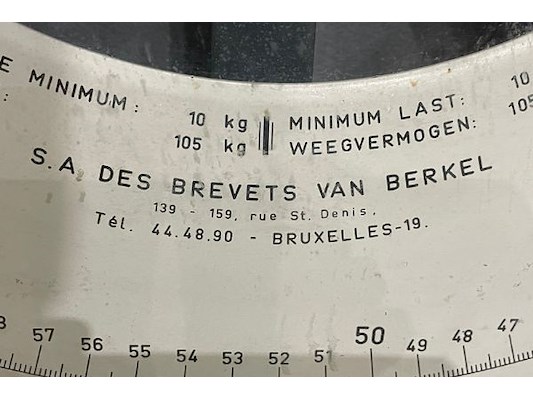 E MINIMUM: 10 kg MINIMUM LAST: 10
: 105 kg WEEGVERMOGEN: 105
S.A. DES BREVETS VAN BERKEL
139 - 159, rue St. Denis,
Tél. 44.48.90 - BRUXELLES-19.
57 56 55 54 53 52 51 50 49 48 47